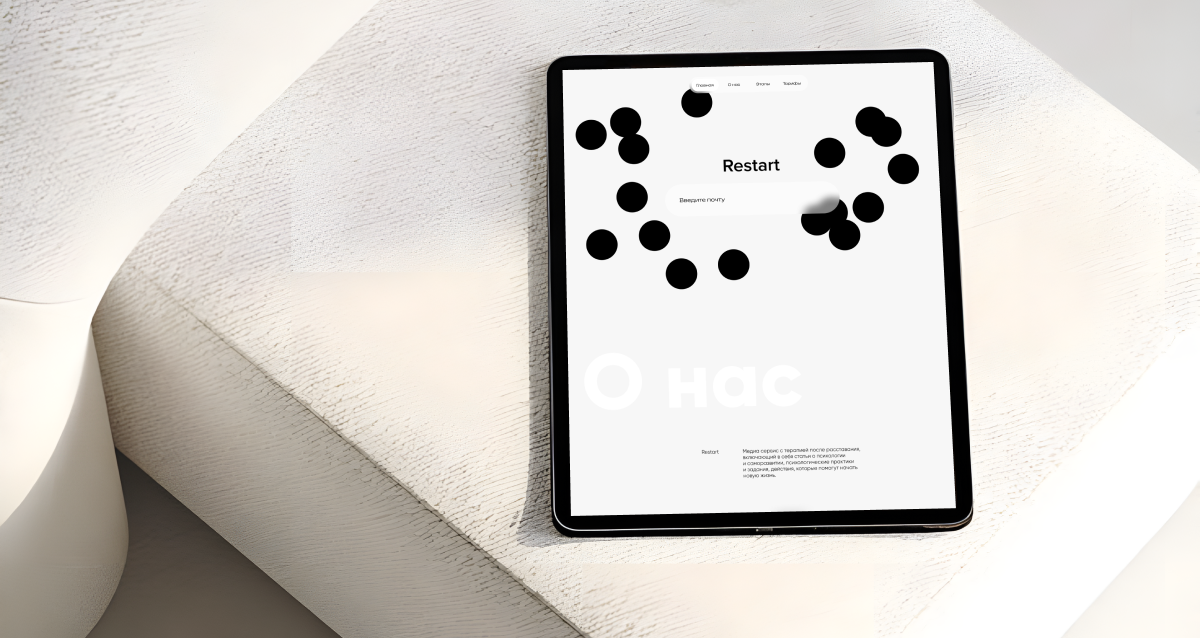 Главная О нас Этапы Тарифы
Restart
Введите почту
О нас
Restart
Медиа сервис с терапией после расставания,
включающий в себя статьи о психологии
и саморазвитии, психологические практики
и задания, действия, которые помогут начать
новую жизнь.